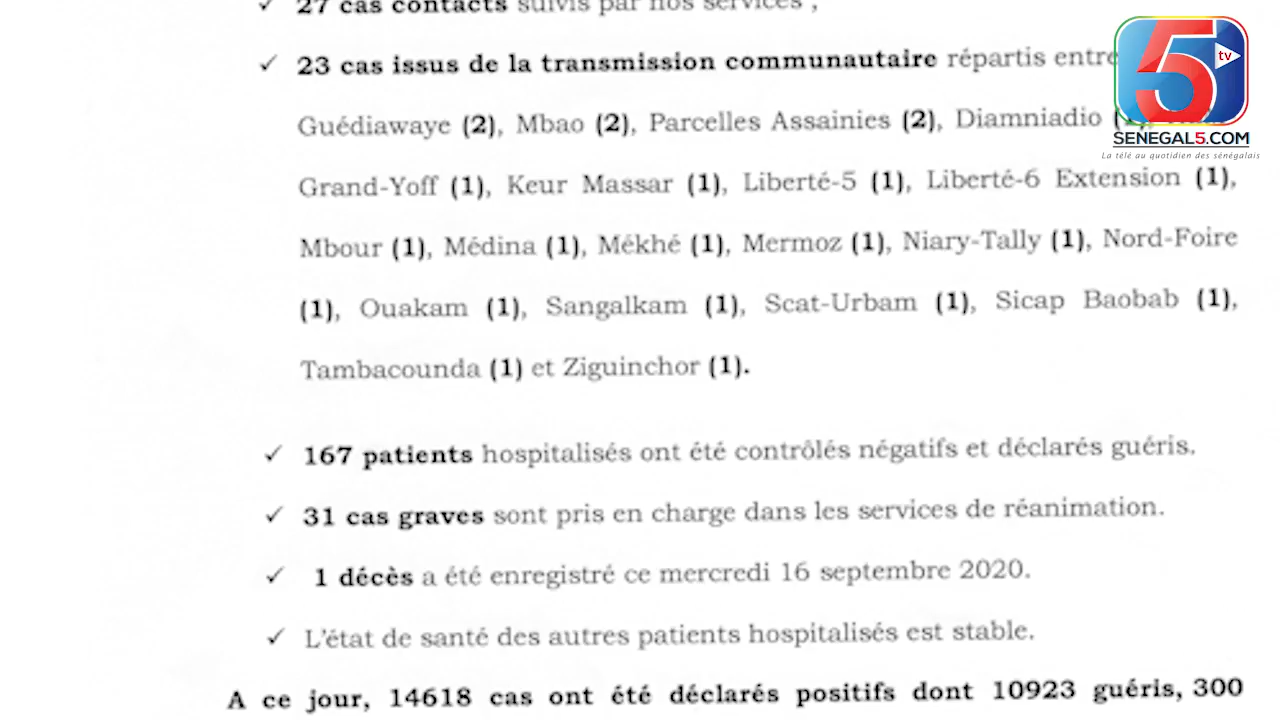 ✓ 27 cas contacts suivis par nos services ;
✓ 23 cas issus de la transmission communautaire répartis entre
Guédiawaye (2), Mbao (2), Parcelles Assainies (2), Diamniadio (1),
Grand-Yoff (1), Keur Massar (1), Liberté-5 (1), Liberté-6 Extension (1),
Mbour (1), Médina (1), Mékhé (1), Mermoz (1), Niary-Tally (1), Nord-Foire
(1), Ouakam (1), Sangalkam (1), Scat-Urbam (1), Sicap Baobab (1),
Tambacounda (1) et Ziguinchor (1).
✓ 167 patients hospitalisés ont été contrôlés négatifs et déclarés guéris.
✓ 31 cas graves sont pris en charge dans les services de réanimation.
✓ 1 décès a été enregistré ce mercredi 16 septembre 2020.
✓ L'état de santé des autres patients hospitalisés est stable.
A ce jour, 14618 cas ont été déclarés positifs dont 10923 guéris, 300
5 tv
SENEGAL5.COM
La télé au quotidien des sénégalais